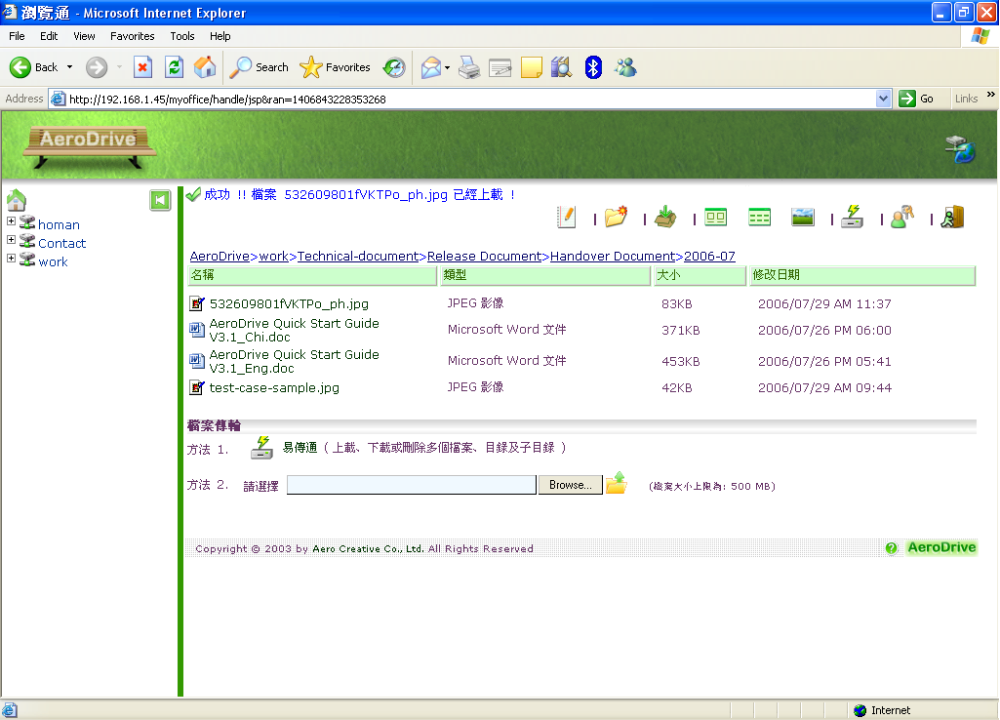 瀏覽通 - Microsoft Internet Explorer
File Edit View Favorites Tools Help
Back Search Favorites
Address http://192.168.1.45/myoffice/handle/jsp&ran=1406843228353268 Go Links »
AeroDrive
成功 !! 檔案 532609801fVKTPo_ph.jpg 已經上載 !
homan
Contact
work
AeroDrive>work>Technical-document>Release Document>Handover Document>2006-07
名稱 類型 大小 修改日期
532609801fVKTPo_ph.jpg JPEG 影像 83KB 2006/07/29 AM 11:37
AeroDrive Quick Start Guide
V3.1_Chi.doc Microsoft Word 文件 371KB 2006/07/26 PM 06:00
AeroDrive Quick Start Guide
V3.1_Eng.doc Microsoft Word 文件 453KB 2006/07/26 PM 05:41
test-case-sample.jpg JPEG 影像 42KB 2006/07/29 AM 09:44
檔案傳輸
方法 1. 易傳通 ( 上載、下載或刪除多個檔案、目錄及子目錄 )
方法 2. 請選擇 Browse... (檔案大小上限為: 500 MB)
Copyright © 2003 by Aero Creative Co., Ltd. All Rights Reserved ? AeroDrive
Internet